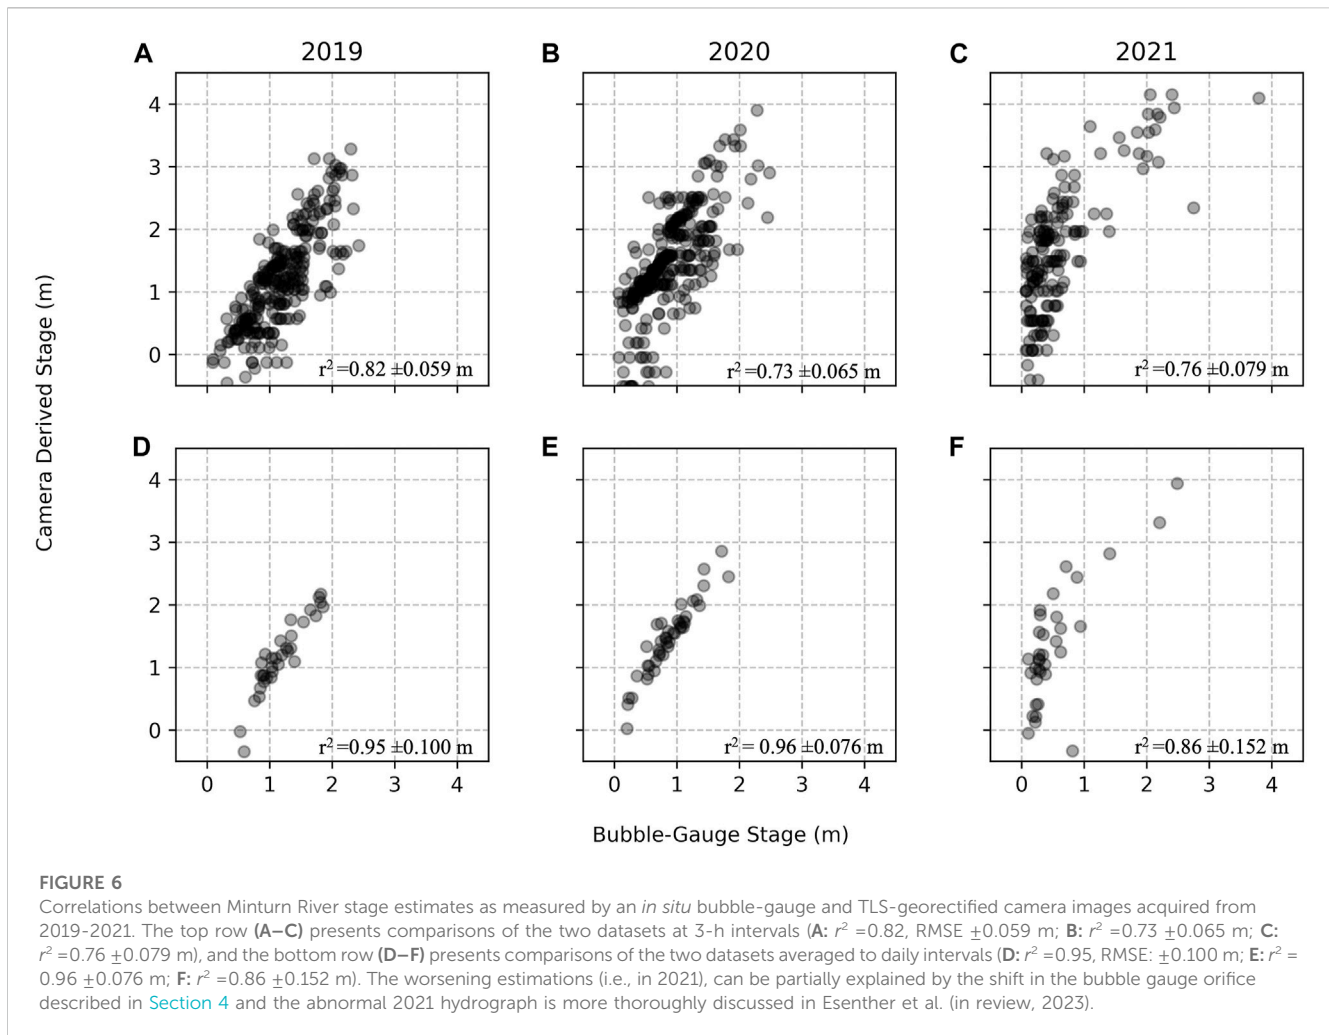 A 2019 B 2020 C 2021
4
3
2
1
0
r² =0.82 ±0.059 m r² =0.73 ±0.065 m r² =0.76 ±0.079 m
Camera Derived Stage (m)
D E F
4
3
2
1
0
r² =0.95 ±0.100 m r² = 0.96 ±0.076 m r² =0.86 ±0.152 m
0 1 2 3 4 0 1 2 3 4 0 1 2 3 4
Bubble-Gauge Stage (m)
FIGURE 6
Correlations between Minturn River stage estimates as measured by an in situ bubble-gauge and TLS-georectified camera images acquired from
2019-2021. The top row (A–C) presents comparisons of the two datasets at 3-h intervals (A: r² =0.82, RMSE ±0.059 m; B: r² =0.73 ±0.065 m; C:
r² =0.76 ±0.079 m), and the bottom row (D–F) presents comparisons of the two datasets averaged to daily intervals (D: r² =0.95, RMSE: ±0.100 m; E: r² =
0.96 ±0.076 m; F: r² =0.86 ±0.152 m). The worsening estimations (i.e., in 2021), can be partially explained by the shift in the bubble gauge orifice
described in Section 4 and the abnormal 2021 hydrograph is more thoroughly discussed in Esenther et al. (in review, 2023).